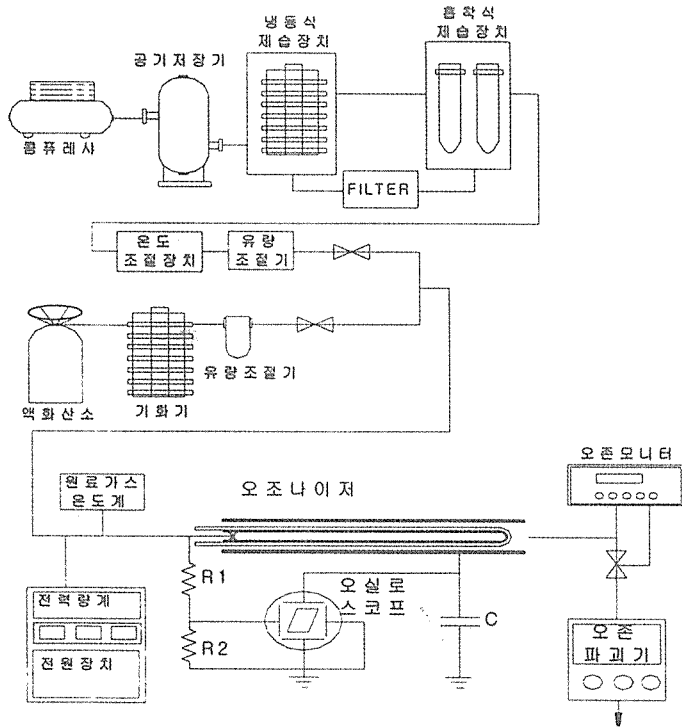 냉동식
제습장치
흡착식
제습장치
공기저장기
콤퓨레샤
FILTER
온도
조절장치
유량
조절기
유량조절기
액화산소
기화기
오존모니터
원료가스
온도계
오조나이저
R1
오실로
스코프
전력량계
R2
C
오존
파괴기
전원장치